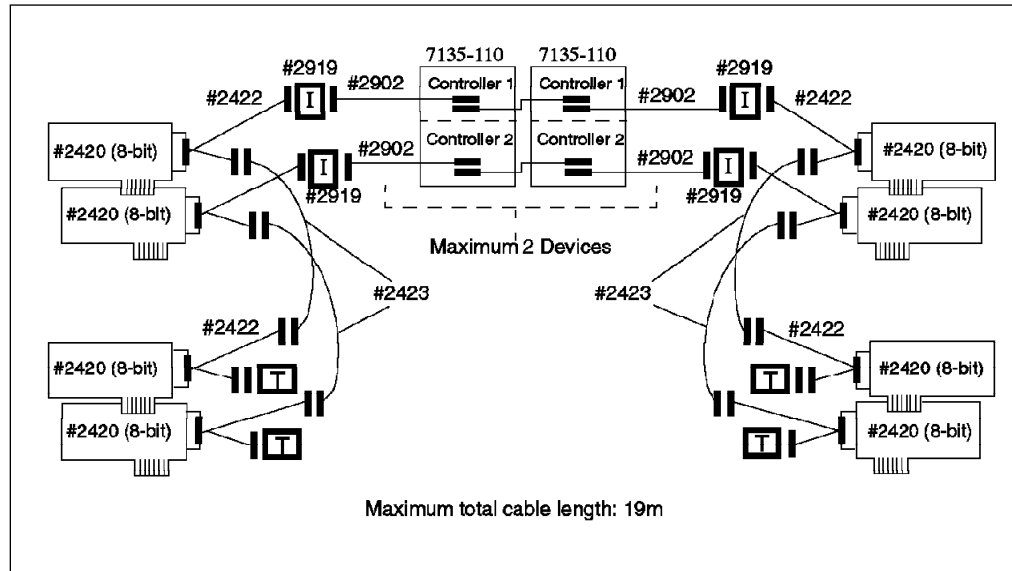 7135-110 7135-110
#2919 #2902 Controller 1 Controller 1 #2902 #2919
#2422 I I #2422
#2420 (8-bit) I #2902 Controller 2 Controller 2 #2902 I #2420 (8-bit)
#2420 (8-bit) #2919 #2919 #2420 (8-bit)
Maximum 2 Devices
#2423 #2423
#2422 #2422
#2420 (8-bit) T T #2420 (8-bit)
#2420 (8-bit) T T #2420 (8-bit)
Maximum total cable length: 19m